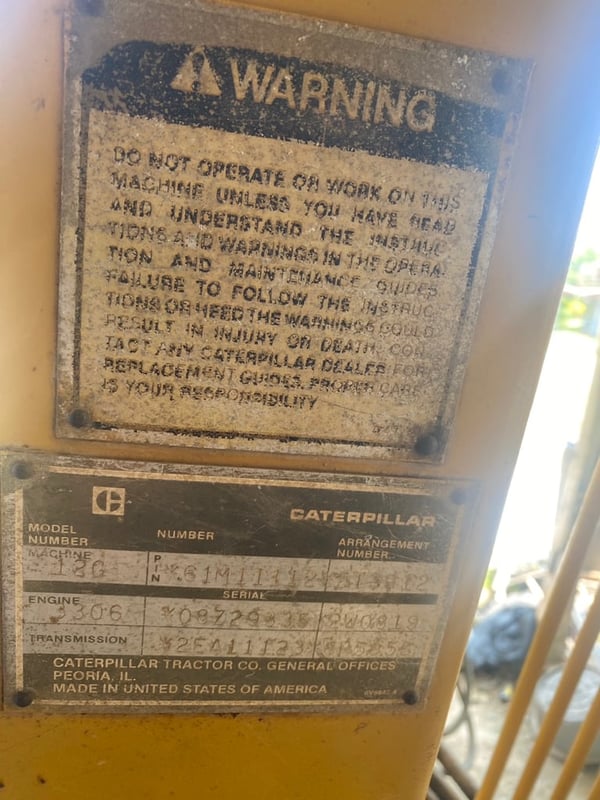 WARNING
DO NOT OPERATE OR WORK ON THIS
MACHINE UNLESS YOU HAVE READ
AND UNDERSTAND THE INSTRUC-
TIONS AND WARNINGS IN THE OPERA-
TION AND MAINTENANCE GUIDES.
FAILURE TO FOLLOW THE INSTRUC-
TIONS OR HEED THE WARNINGS COULD
RESULT IN INJURY OR DEATH. CON-
TACT ANY CATERPILLAR DEALER FOR
REPLACEMENT GUIDES. PROPER CARE
IS YOUR RESPONSIBILITY
C CATERPILLAR
MODEL NUMBER
NUMBER
ARRANGEMENT NUMBER
MACHINE
PIN
SERIAL
ENGINE
3306
TRANSMISSION
CATERPILLAR TRACTOR CO. GENERAL OFFICES
PEORIA, IL.
MADE IN UNITED STATES OF AMERICA